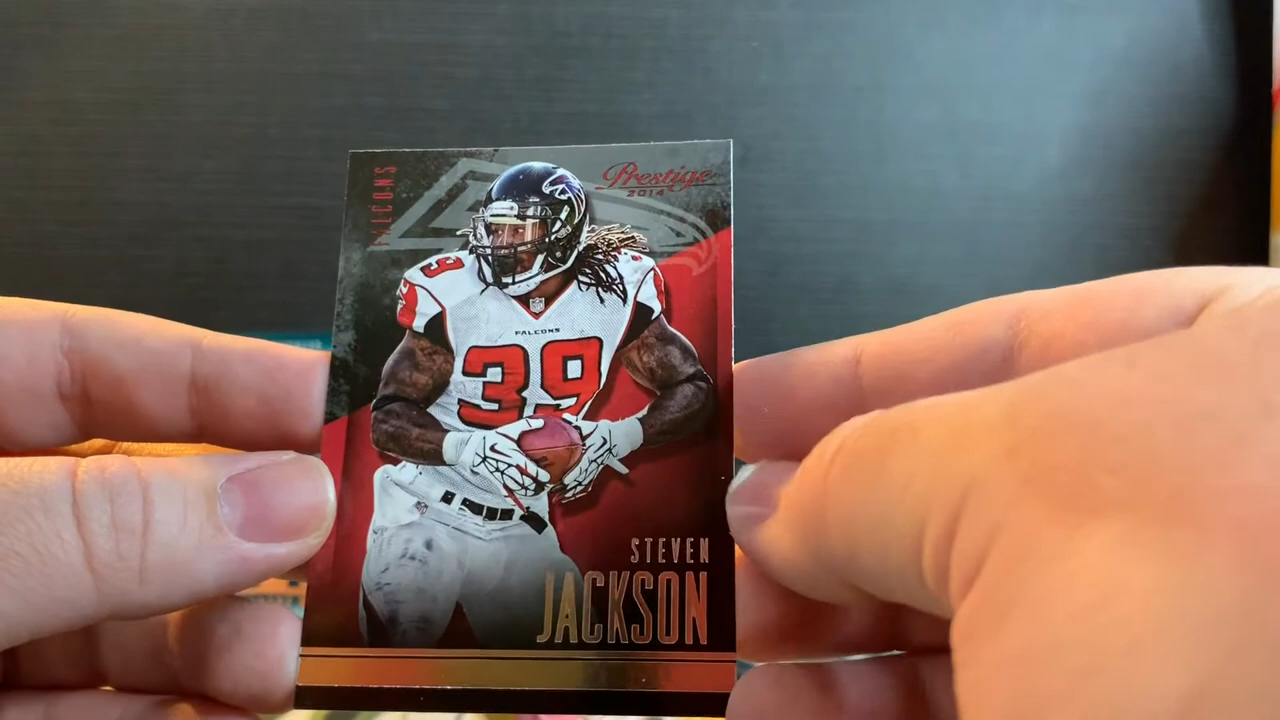 FALCONS
Prestige
2014
39
FALCONS
39
STEVEN
JACKSON